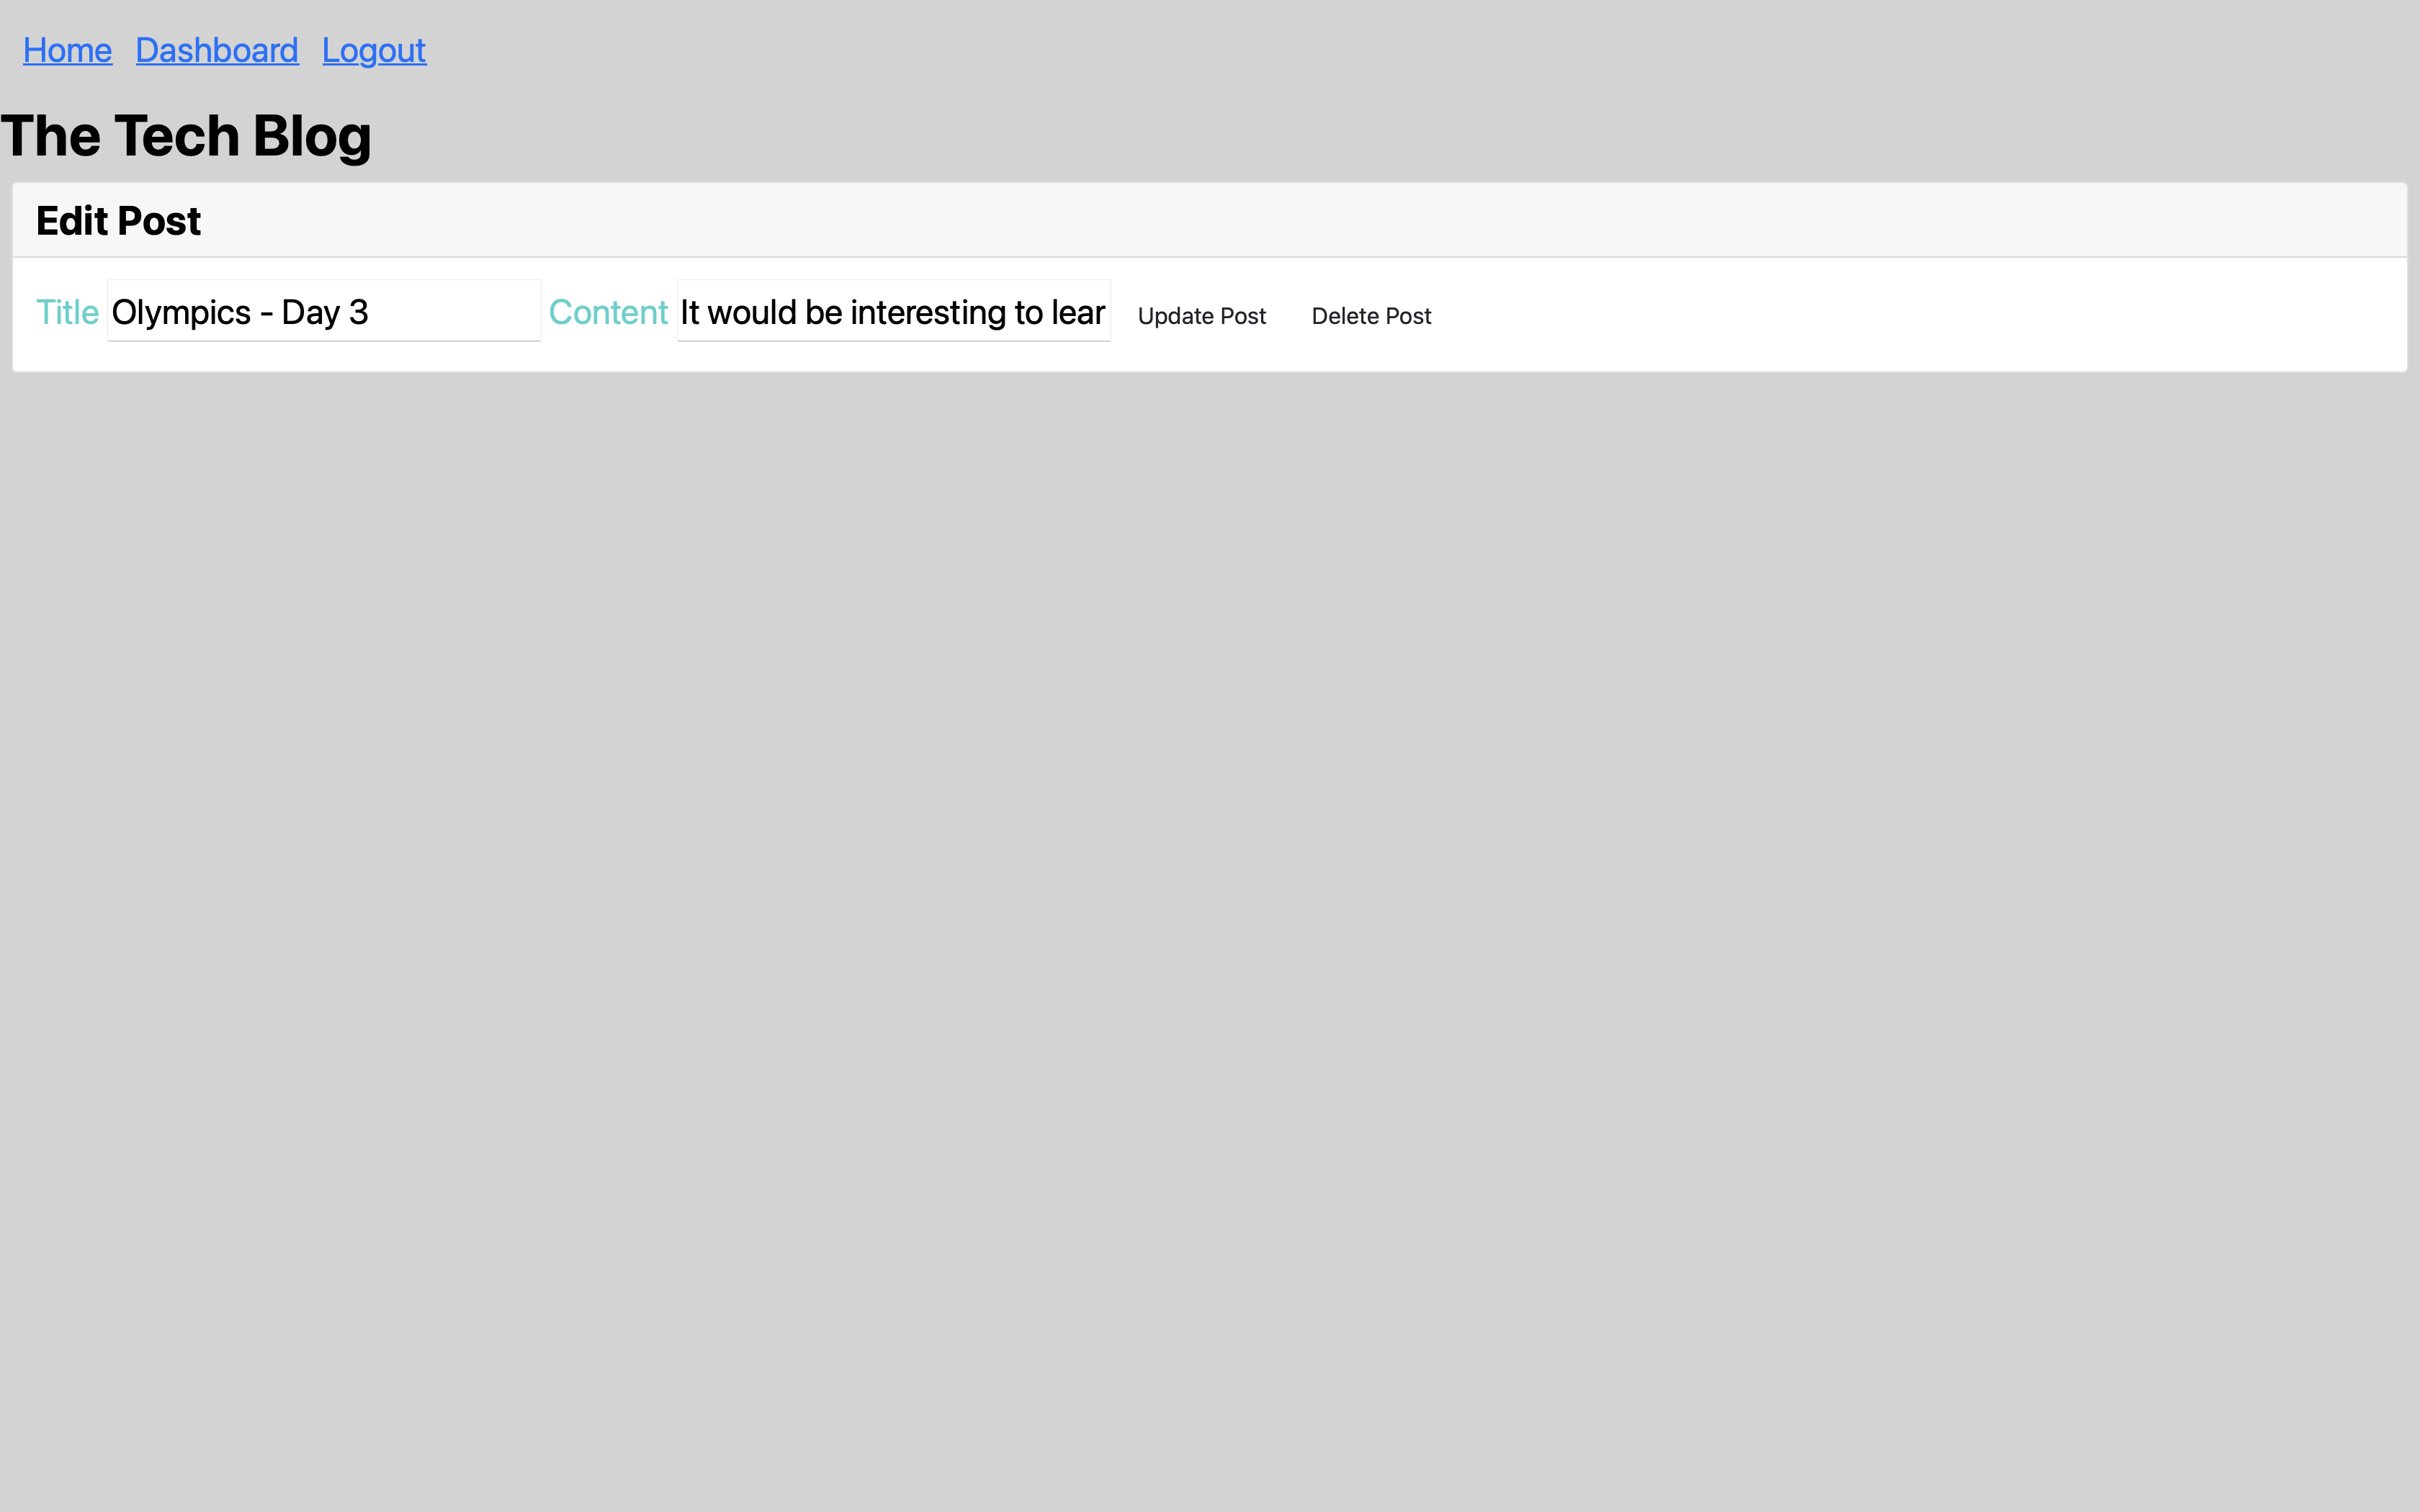 Home Dashboard Logout
The Tech Blog
Edit Post
Title Olympics - Day 3 Content It would be interesting to lear Update Post Delete Post